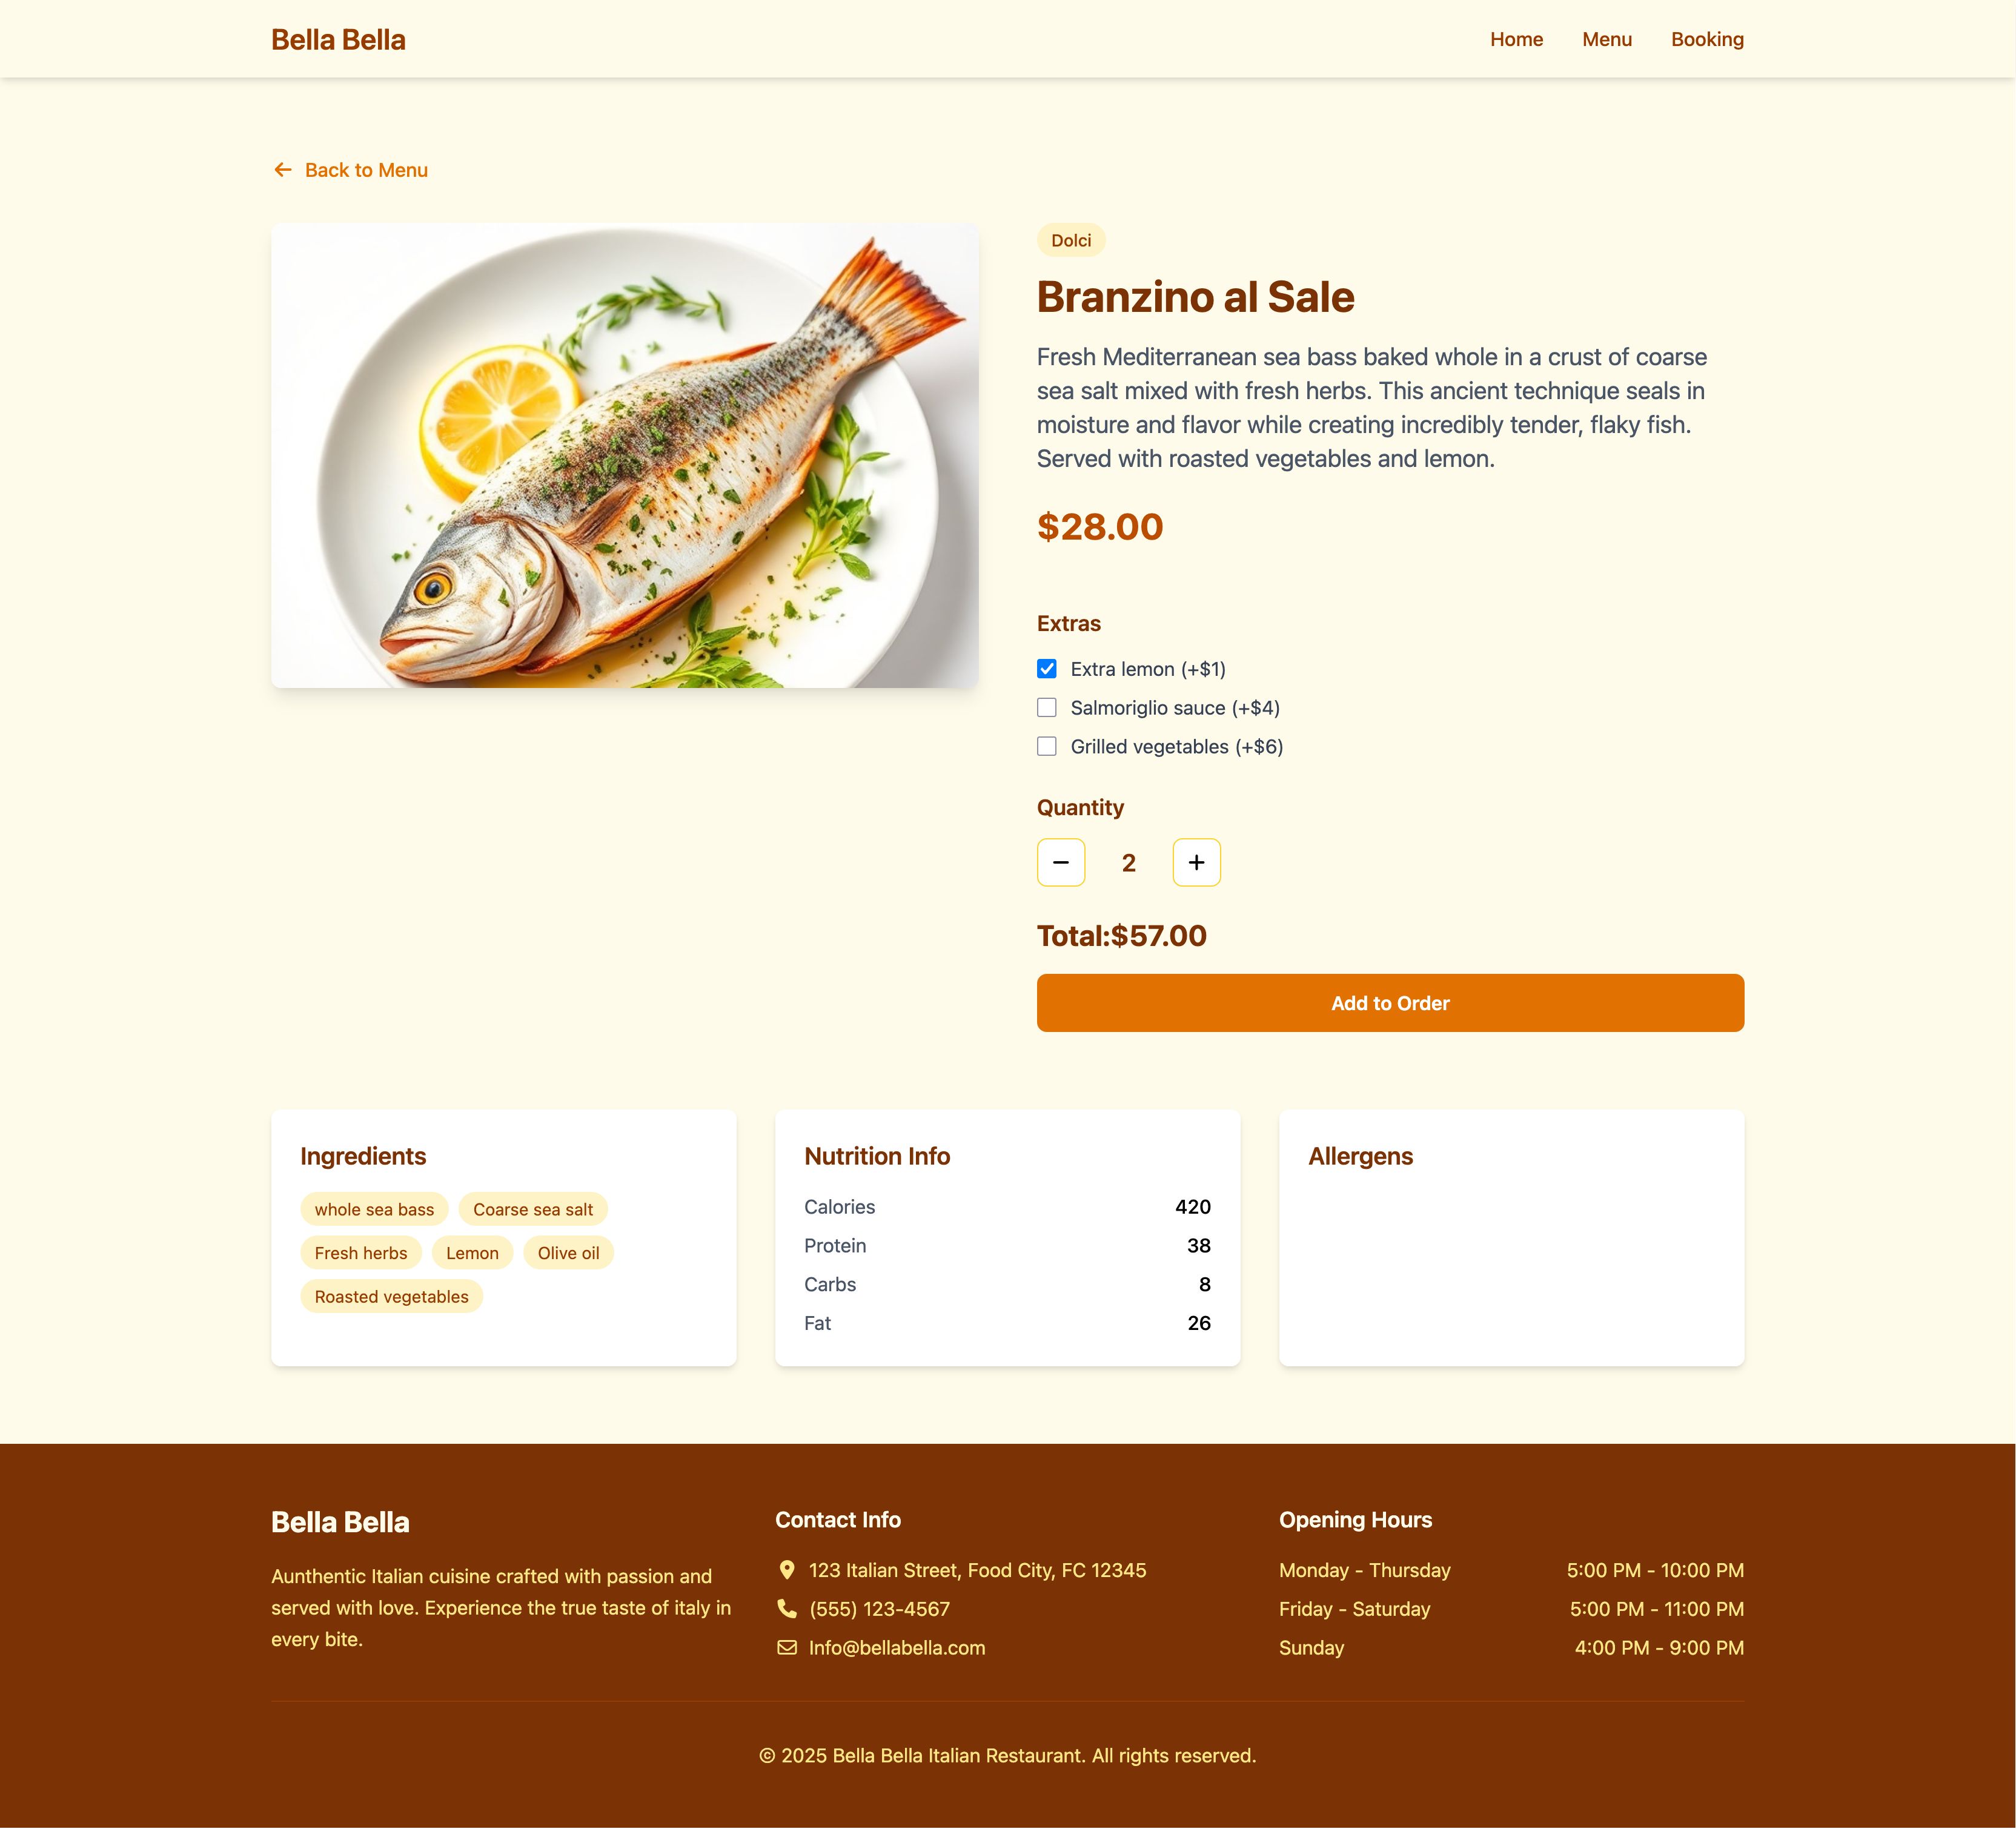 Bella Bella
Home
Menu
Booking
Back to Menu
Dolci
Branzino al Sale
Fresh Mediterranean sea bass baked whole in a crust of coarse
sea salt mixed with fresh herbs. This ancient technique seals in
moisture and flavor while creating incredibly tender, flaky fish.
Served with roasted vegetables and lemon.
$28.00
Extras
Extra lemon (+$1)
Salmoriglio sauce (+$4)
Grilled vegetables (+$6)
Quantity
2
Total:$57.00
Add to Order
Ingredients
whole sea bass
Coarse sea salt
Fresh herbs
Lemon
Olive oil
Roasted vegetables
Nutrition Info
Calories 420
Protein 38
Carbs 8
Fat 26
Allergens
Bella Bella
Aunthentic Italian cuisine crafted with passion and
served with love. Experience the true taste of italy in
every bite.
Contact Info
123 Italian Street, Food City, FC 12345
(555) 123-4567
Info@bellabella.com
Opening Hours
Monday - Thursday 5:00 PM - 10:00 PM
Friday - Saturday 5:00 PM - 11:00 PM
Sunday 4:00 PM - 9:00 PM
© 2025 Bella Bella Italian Restaurant. All rights reserved.